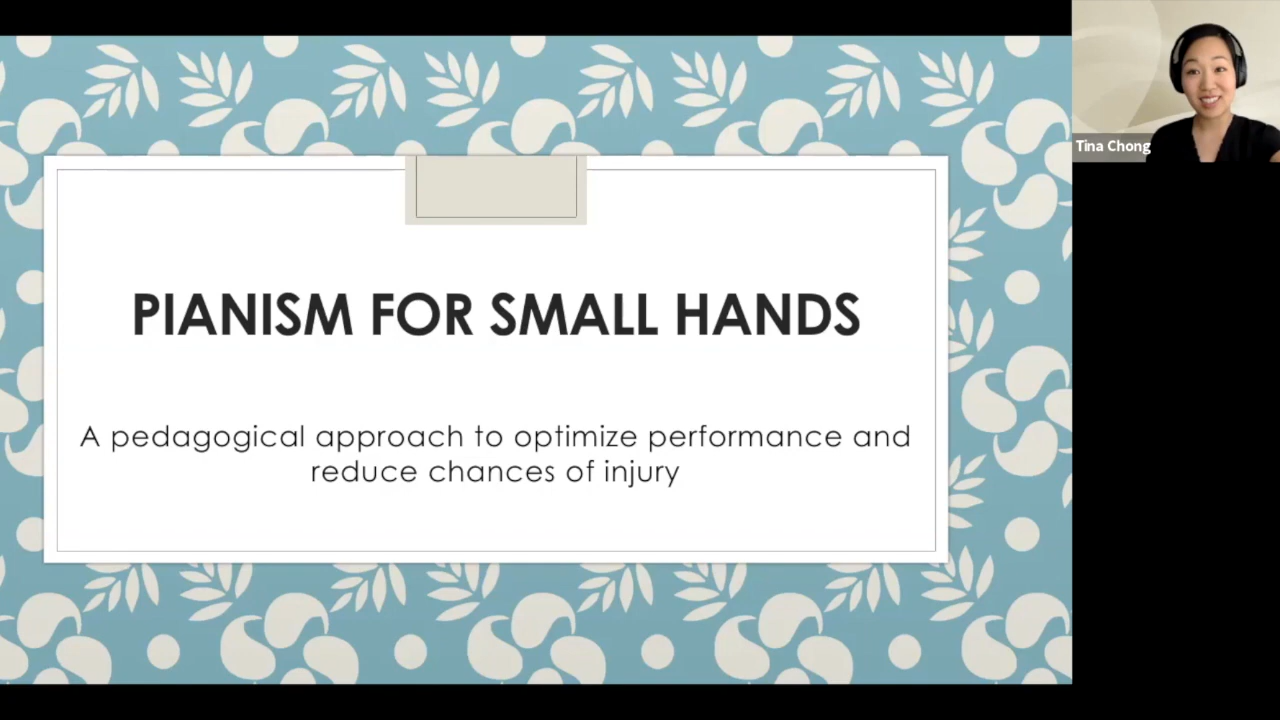 PIANISM FOR SMALL HANDS
A pedagogical approach to optimize performance and
reduce chances of injury
Tina Chong